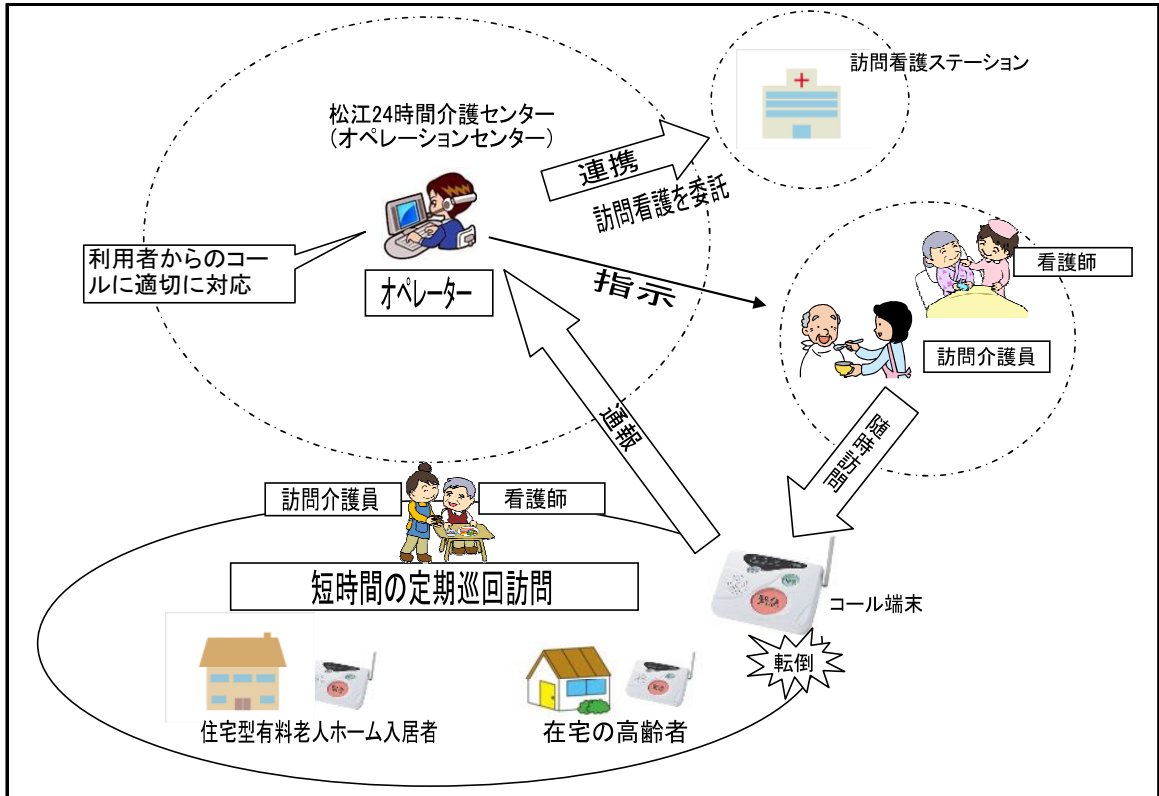 訪問看護ステーション
松江24時間介護センター
（オペレーションセンター）
連携
訪問看護を委託
利用者からのコー
ルに適切に対応
オペレーター
指示
看護師
訪問介護員
通報
随時訪問
訪問介護員
看護師
短時間の定期巡回訪問
緊急
コール端末
転倒
住宅型有料老人ホーム入居者
在宅の高齢者